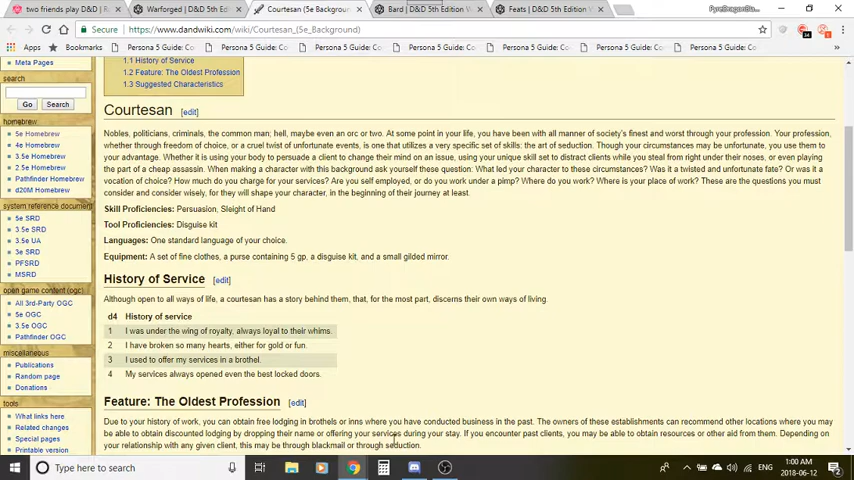 two friends play D&D | R
Warforged | D&D 5th Edition
Courtesan (5e Backgroun
Bard | D&D 5th Edition W
Feats | D&D 5th Edition W
Secure | https://www.dandwiki.com/wiki/Courtesan_(5e_Background)
Apps Bookmarks Persona 5 Guide: Co Persona 5 Guide: Co Persona 5 Guide: Co Persona 5 Guide: Co Persona 5 Guide: Co
Meta Pages
search
Go Search
homebrew
5e Homebrew
4e Homebrew
3.5e Homebrew
2.5e Homebrew
Pathfinder Homebrew
d20M Homebrew
system reference document
5e SRD
3.5e SRD
3.5e UA
3e SRD
PFSRD
MSRD
open game content (ogc)
All 3rd-Party OGC
5e OGC
3.5e OGC
Pathfinder OGC
miscellaneous
Publications
Random page
Donations
tools
What links here
Related changes
Special pages
Printable version
1.1 History of Service
1.2 Feature: The Oldest Profession
1.3 Suggested Characteristics
Courtesan [edit]
Nobles, politicians, criminals, the common man; hell, maybe even an orc or two. At some point in your life, you have been with all manner of society's finest and worst through your profession. Your profession,
whether through freedom of choice, or a cruel twist of unfortunate events, is one that utilizes a very specific set of skills: the art of seduction. Though your circumstances may be unfortunate, you use them to
your advantage. Whether it is using your body to persuade a client to change their mind on an issue, using your unique skill set to distract clients while you steal from right under their noses, or even playing
the part of a cheap assassin. When making a character with this background ask yourself these question: What led your character to these circumstances? Was it a twisted and unfortunate fate? Or was it a
vocation of choice? How much do you charge for your services? Are you self employed, or do you work under a pimp? Where do you work? Where is your place of work? These are the questions you must
consider and consider wisely, for they will shape your character, in the beginning of their journey at least.
Skill Proficiencies: Persuasion, Sleight of Hand
Tool Proficiencies: Disguise kit
Languages: One standard language of your choice.
Equipment: A set of fine clothes, a purse containing 5 gp, a disguise kit, and a small gilded mirror.
History of Service [edit]
Although open to all ways of life, a courtesan has a story behind them, that, for the most part, discerns their own ways of living.
d4 History of service
1 I was under the wing of royalty, always loyal to their whims.
2 I have broken so many hearts, either for gold or fun.
3 I used to offer my services in a brothel.
4 My services always opened even the best locked doors.
Feature: The Oldest Profession [edit]
Due to your history of work, you can obtain free lodging in brothels or inns where you have conducted business in the past. The owners of these establishments can recommend other locations where you may
be able to obtain discounted lodging by dropping their name or offering your services during your stay. If you encounter past clients, you may be able to obtain resources or other aid from them. Depending on
your relationship with any given client, this may be through blackmail or through seduction.
Type here to search
ENG
1:00 AM
2018-06-12